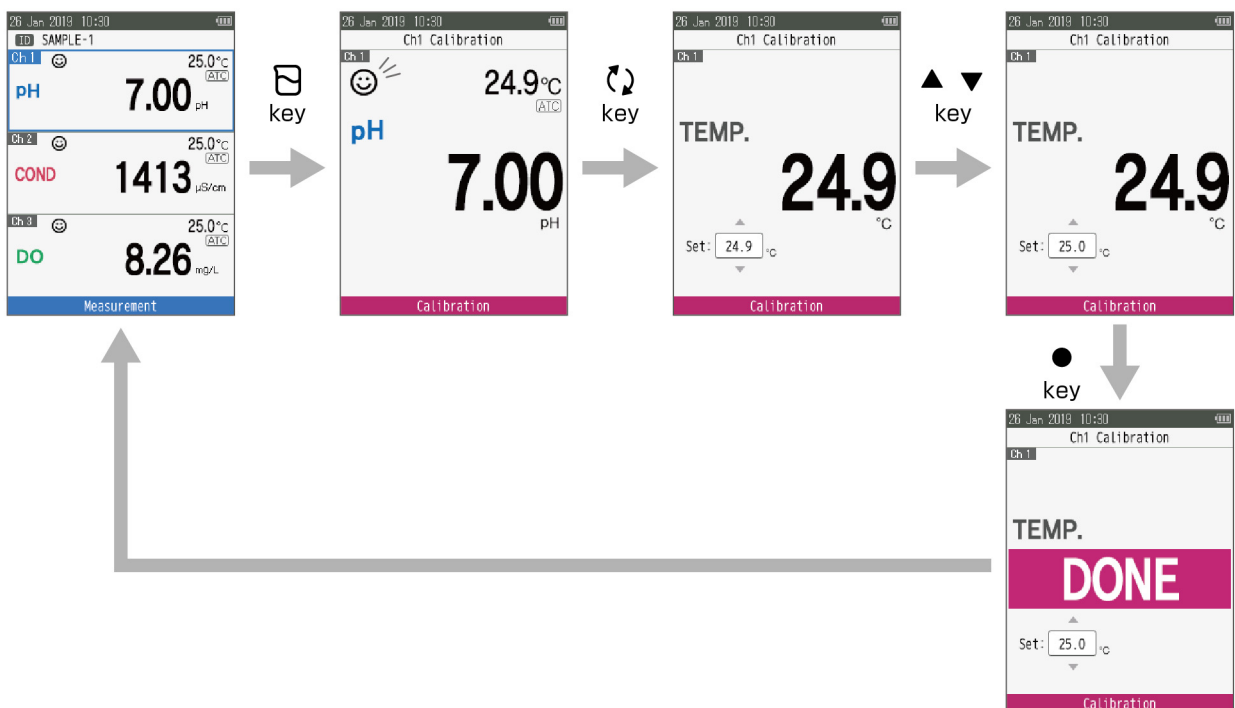 26 Jan 2019 10:30
ID SAMPLE-1
Ch 1
25.0°C
ATC
pH
7.00 pH
Ch 2
25.0°C
ATC
COND
1413 µS/cm
Ch 3
25.0°C
ATC
DO
8.26 mg/L
Measurement
key
26 Jan 2019 10:30
Ch1 Calibration
Ch 1
24.9°C
ATC
pH
7.00
pH
Calibration
key
26 Jan 2019 10:30
Ch1 Calibration
Ch 1
TEMP.
24.9
°C
Set: 24.9 °C
Calibration
key
26 Jan 2019 10:30
Ch1 Calibration
Ch 1
TEMP.
24.9
°C
Set: 25.0 °C
Calibration
key
26 Jan 2019 10:30
Ch1 Calibration
Ch 1
TEMP.
DONE
Set: 25.0 °C
Calibration